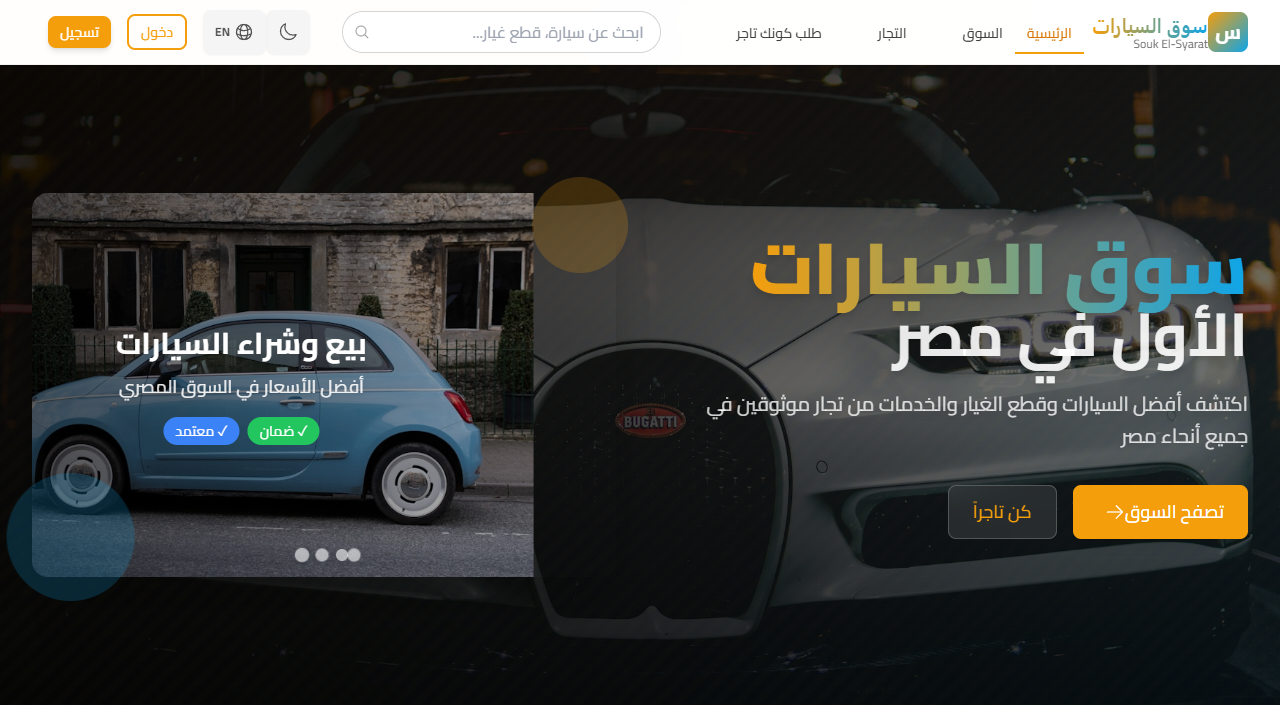 س
سوق السيارات
Souk El-Syarat
الرئيسية
السوق
التجار
طلب كونك تاجر
ابحث عن سيارة، قطع غيار...
EN
دخول
تسجيل
سوق السيارات
الأول في مصر
اكتشف أفضل السيارات وقطع الغيار والخدمات من تجار موثوقين في
جميع أنحاء مصر
تصفح السوق
كن تاجراً
BUGATTI
بيع وشراء السيارات
أفضل الأسعار في السوق المصري
✓ ضمان
✓ معتمد